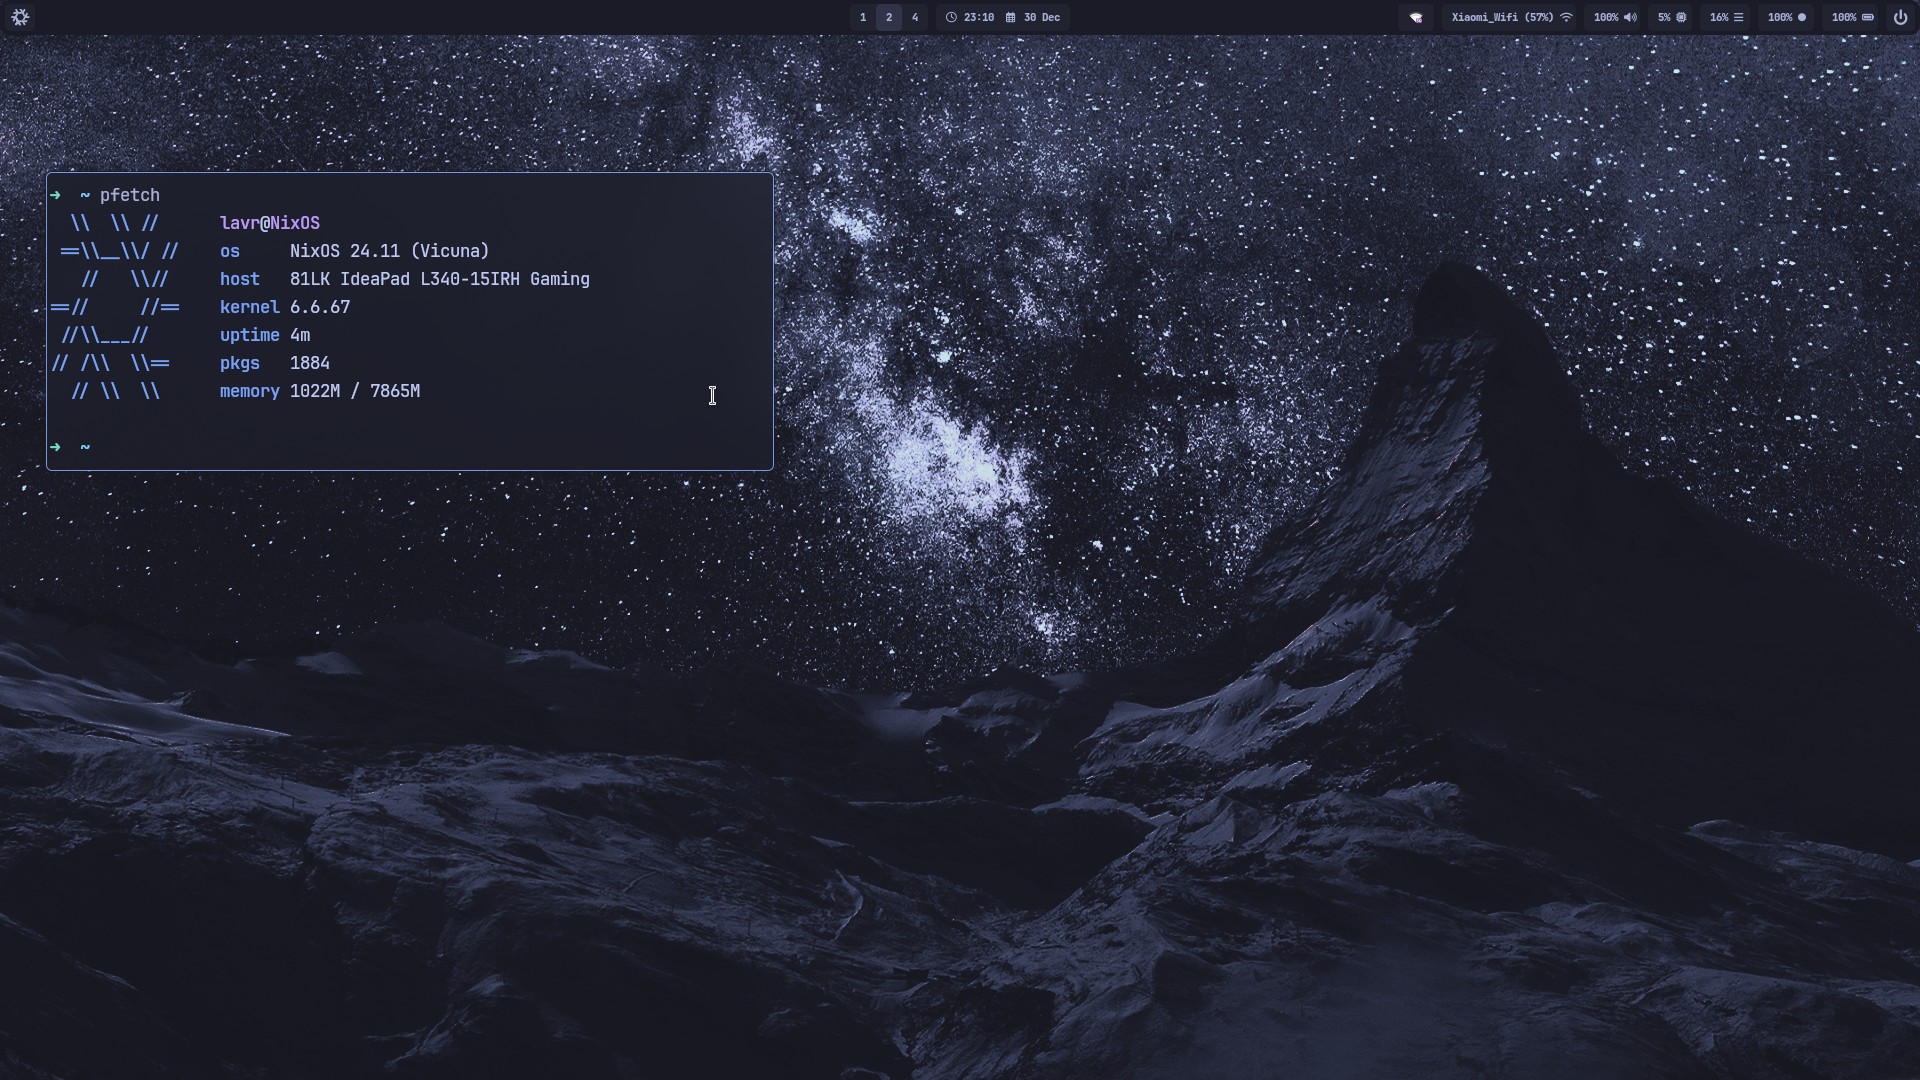 1 2 4 23:10 30 Dec Xiaomi_Wifi (57%) 100% 5% 16% 100% 100%
➜ ~ pfetch
\\ \\ // lavr@NixOS
==\\__\\/ // os NixOS 24.11 (Vicuna)
// \\// host 81LK IdeaPad L340-15IRH Gaming
==// //== kernel 6.6.67
//\\___// uptime 4m
// /\\ \\== pkgs 1884
// \\ \\ memory 1022M / 7865M
➜ ~